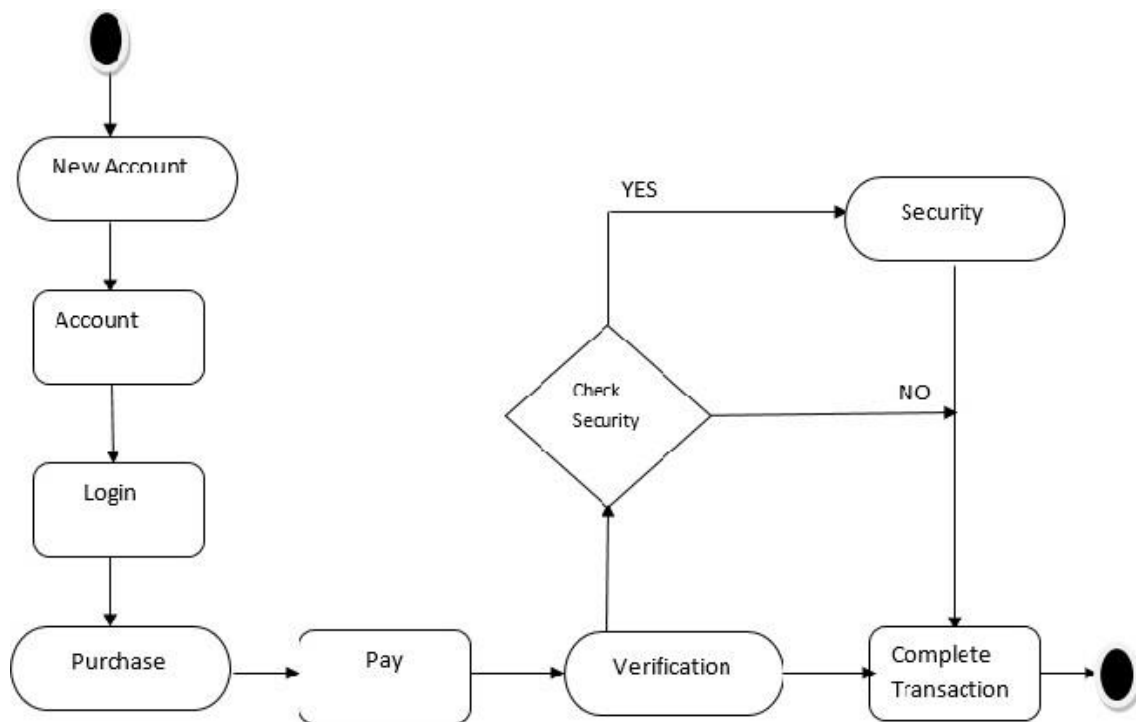 New Account
Account
Login
Purchase
Pay
Verification
Check
Security
YES
Security
NO
Complete
Transaction